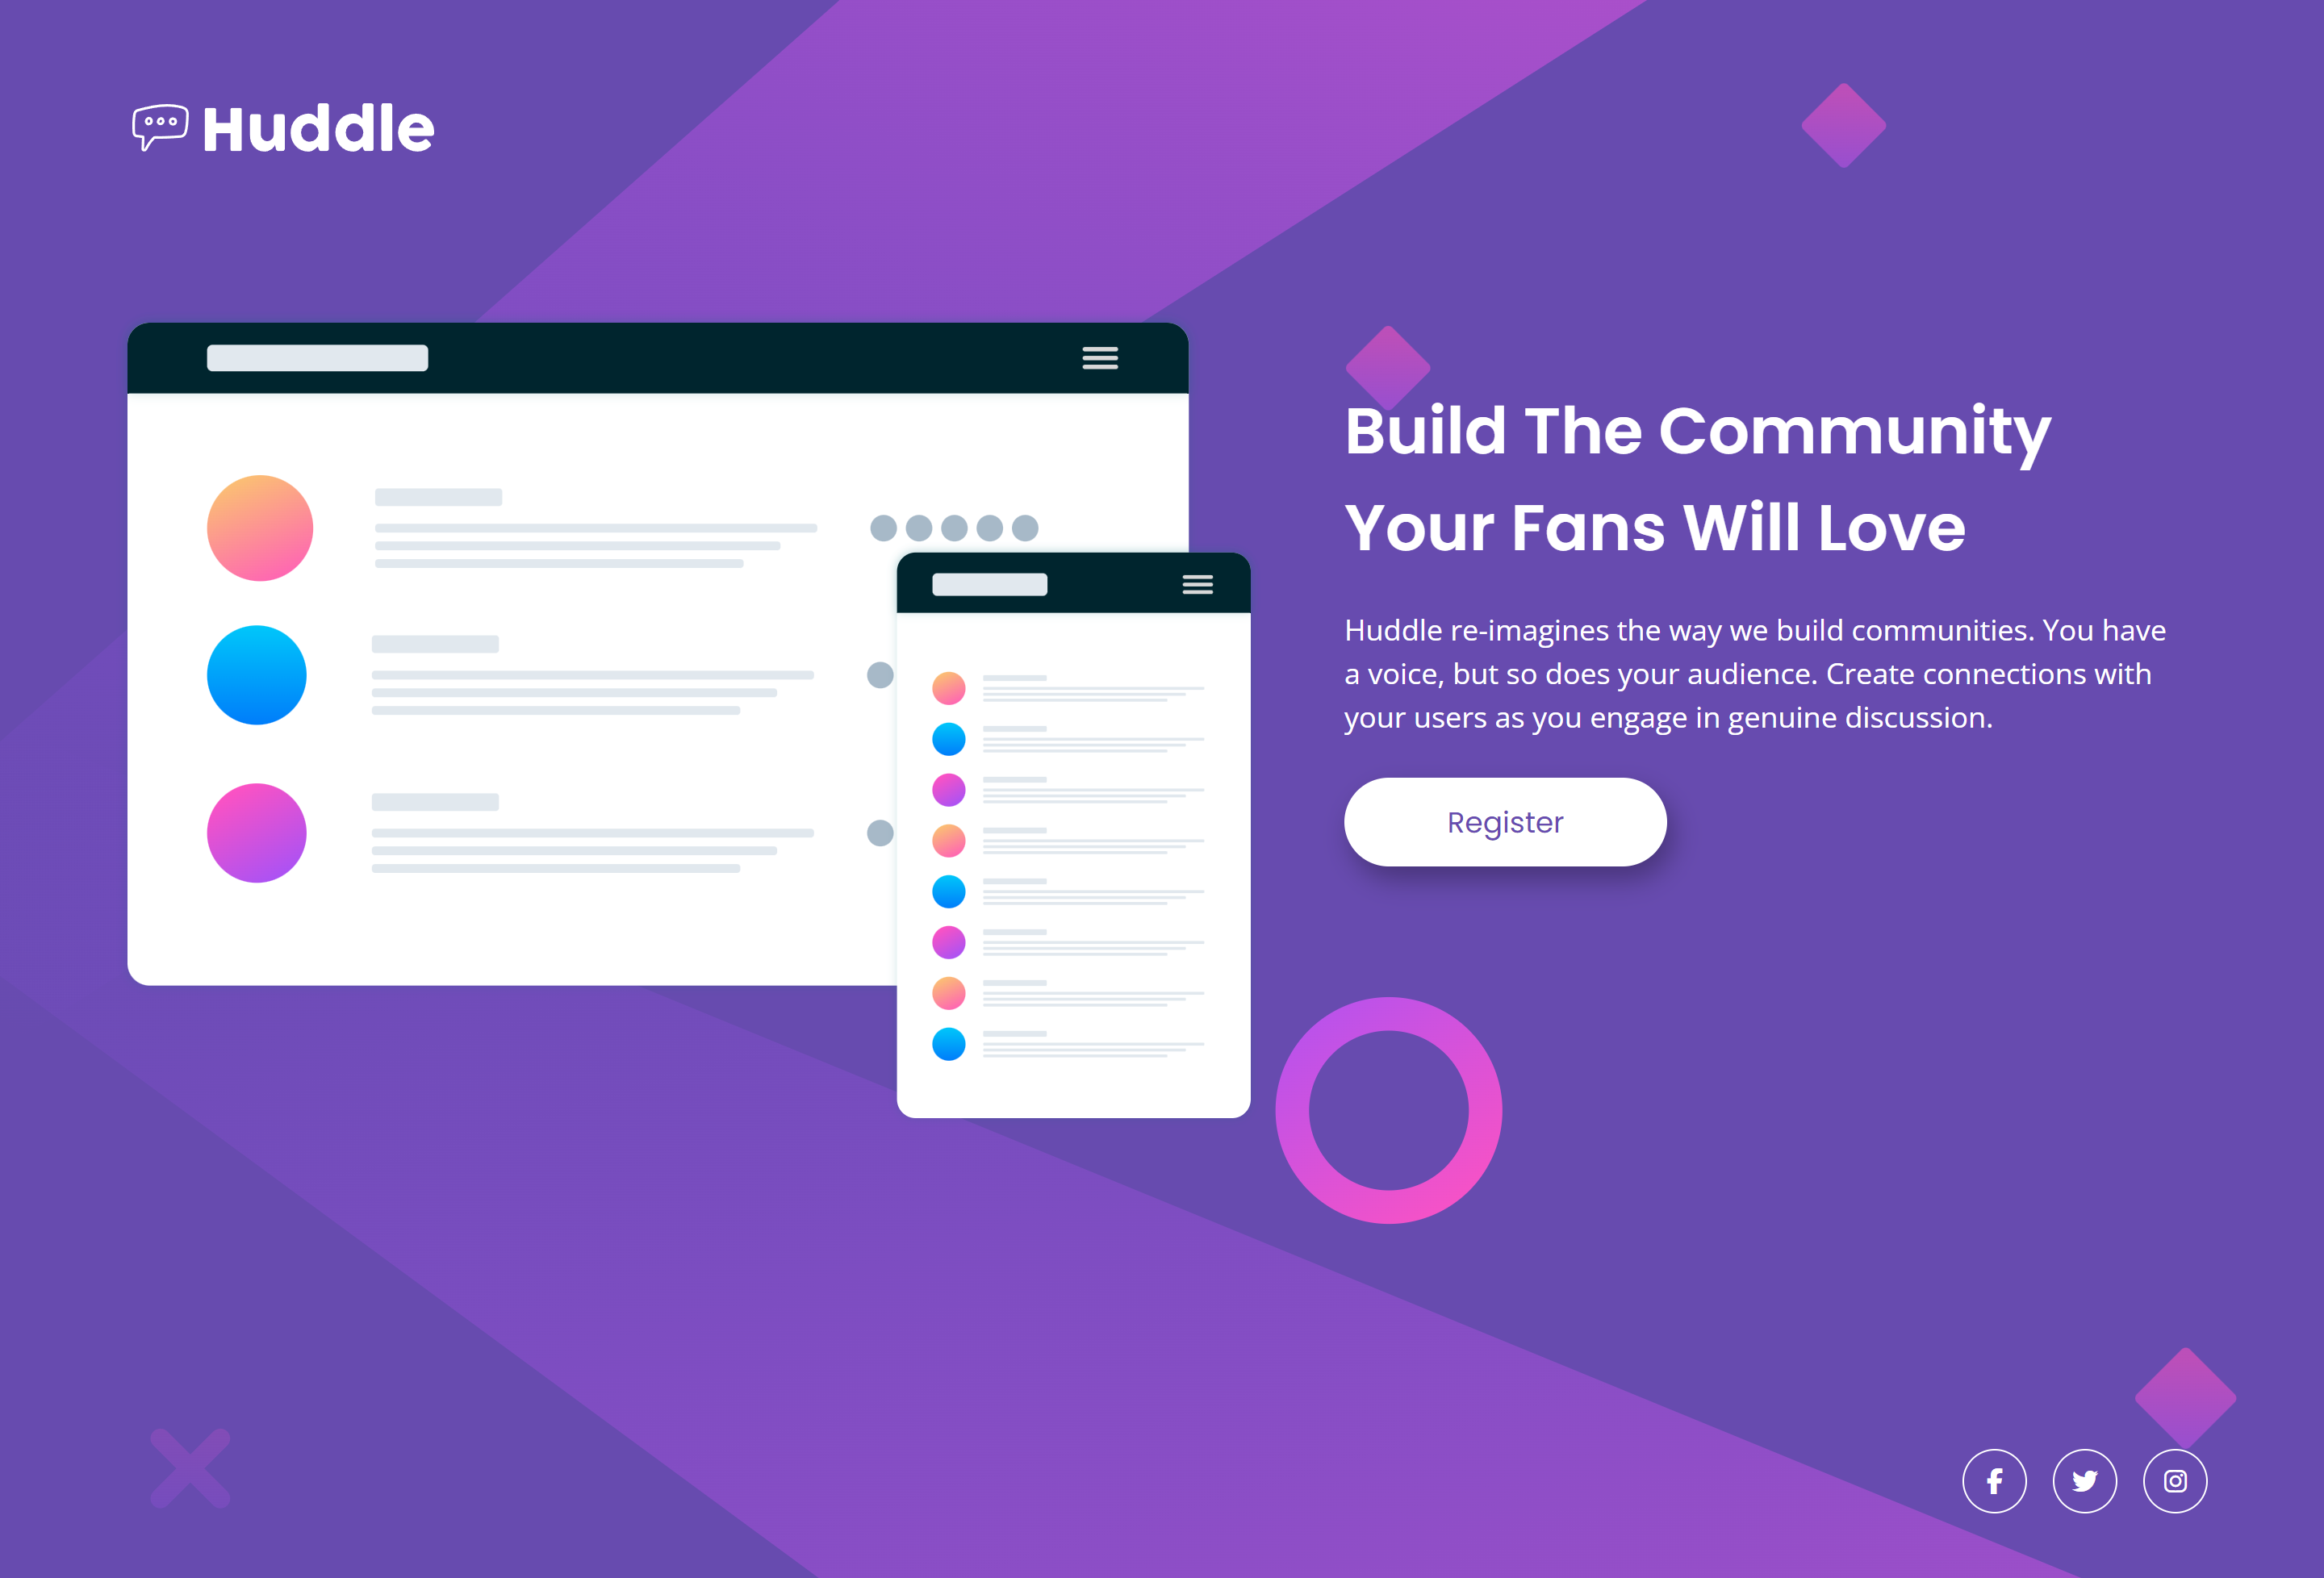 Huddle
Build The Community
Your Fans Will Love
Huddle re-imagines the way we build communities. You have
a voice, but so does your audience. Create connections with
your users as you engage in genuine discussion.
Register